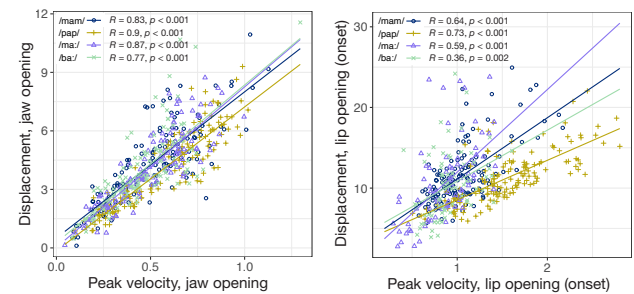 /mam/ R = 0.83, p < 0.001
/pap/ R = 0.9, p < 0.001
/ma:/ R = 0.87, p < 0.001
/ba:/ R = 0.77, p < 0.001
12
9
6
3
0
0.0 0.5 1.0
Displacement, jaw opening
Peak velocity, jaw opening
/mam/ R = 0.64, p < 0.001
/pap/ R = 0.73, p < 0.001
/ma:/ R = 0.59, p < 0.001
/ba:/ R = 0.36, p = 0.002
30
20
10
1 2
Displacement, lip opening (onset)
Peak velocity, lip opening (onset)